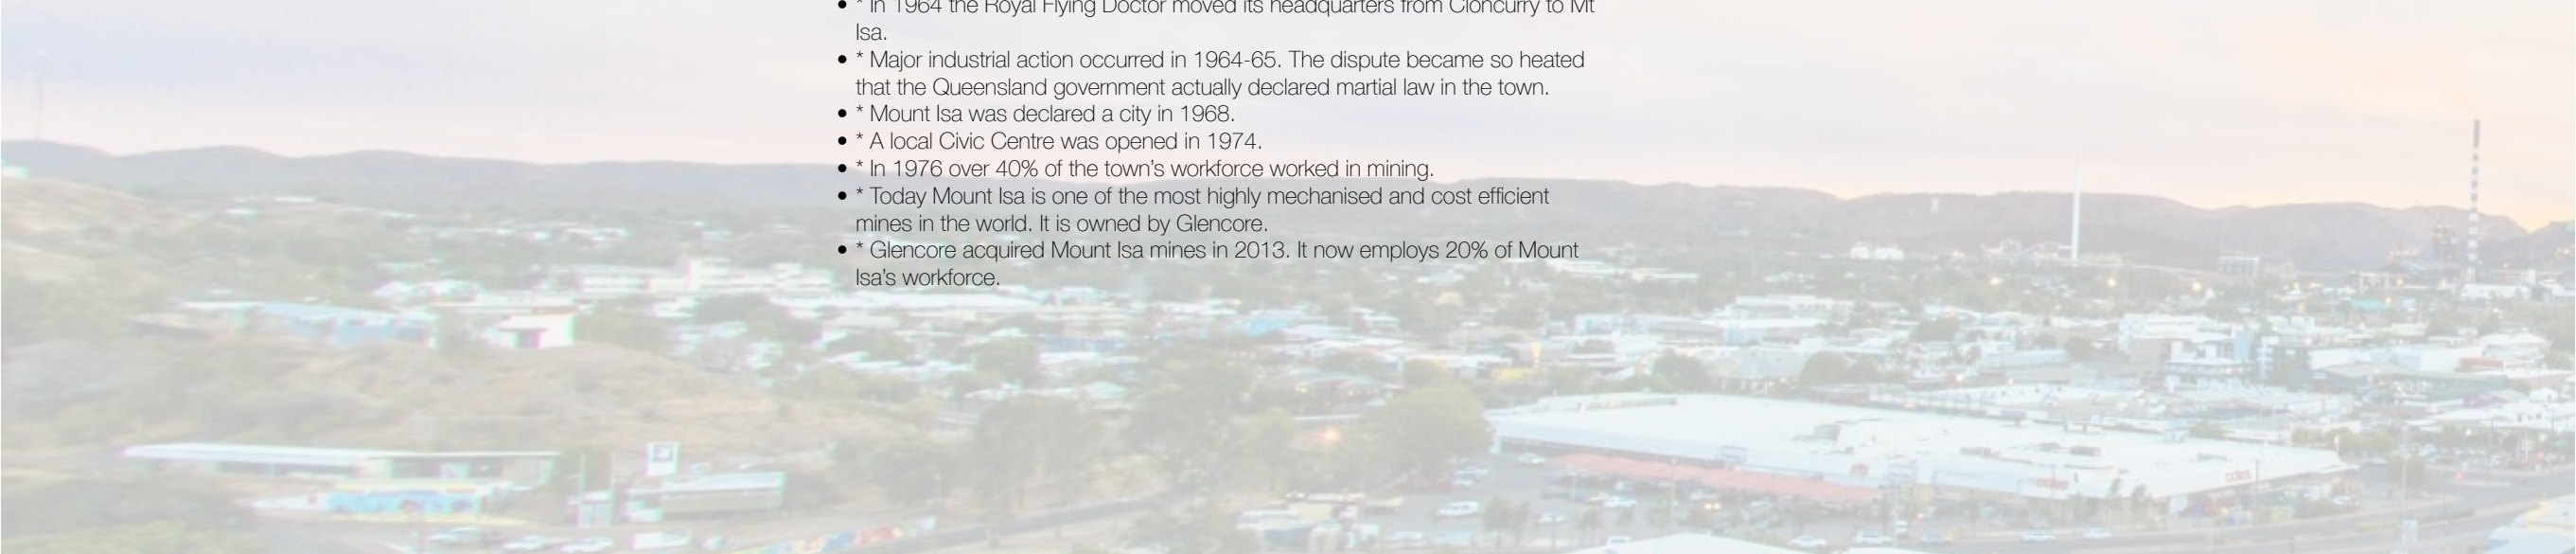 • * In 1964 the Royal Flying Doctor moved its headquarters from Cloncurry to Mt
Isa.
• * Major industrial action occurred in 1964-65. The dispute became so heated
that the Queensland government actually declared martial law in the town.
• * Mount Isa was declared a city in 1968.
• * A local Civic Centre was opened in 1974.
• * In 1976 over 40% of the town’s workforce worked in mining.
• * Today Mount Isa is one of the most highly mechanised and cost efficient
mines in the world. It is owned by Glencore.
• * Glencore acquired Mount Isa mines in 2013. It now employs 20% of Mount
Isa’s workforce.
coles